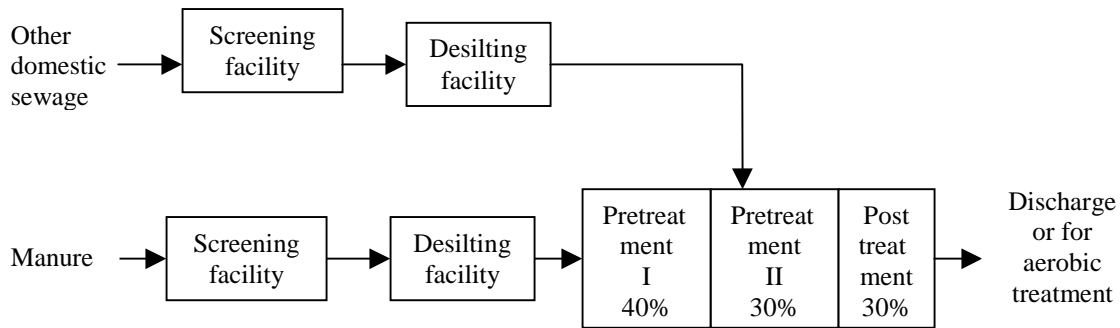 Other
domestic
sewage
Screening
facility
Desilting
facility
Manure
Screening
facility
Desilting
facility
Pretreat
ment
I
40%
Pretreat
ment
II
30%
Post
treat
ment
30%
Discharge
or for
aerobic
treatment